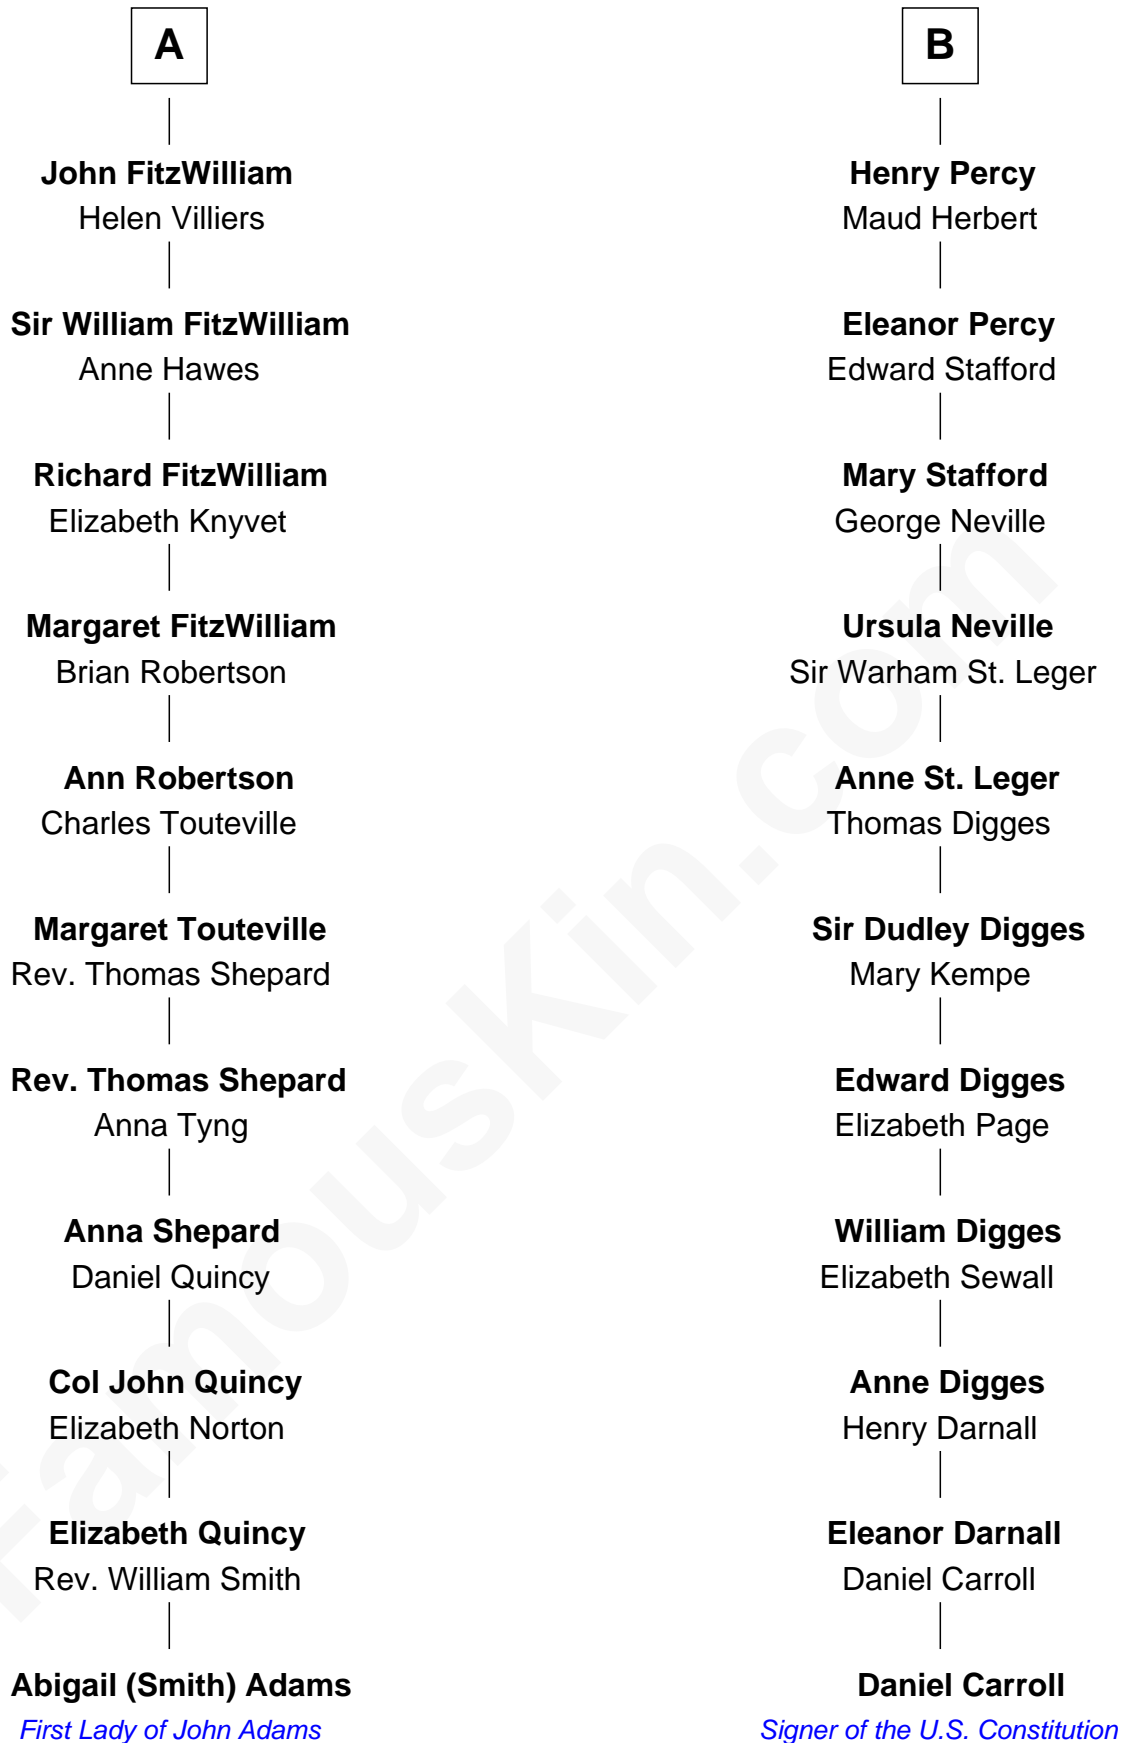 A
John FitzWilliam
Helen Villiers
Sir William FitzWilliam
Anne Hawes
Richard FitzWilliam
Elizabeth Knyvet
Margaret FitzWilliam
Brian Robertson
Ann Robertson
Charles Touteville
Margaret Touteville
Rev. Thomas Shepard
Rev. Thomas Shepard
Anna Tyng
Anna Shepard
Daniel Quincy
Col John Quincy
Elizabeth Norton
Elizabeth Quincy
Rev. William Smith
Abigail (Smith) Adams
First Lady of John Adams
B
Henry Percy
Maud Herbert
Eleanor Percy
Edward Stafford
Mary Stafford
George Neville
Ursula Neville
Sir Warham St. Leger
Anne St. Leger
Thomas Digges
Sir Dudley Digges
Mary Kempe
Edward Digges
Elizabeth Page
William Digges
Elizabeth Sewall
Anne Digges
Henry Darnall
Eleanor Darnall
Daniel Carroll
Daniel Carroll
Signer of the U.S. Constitution
FamousKin.com